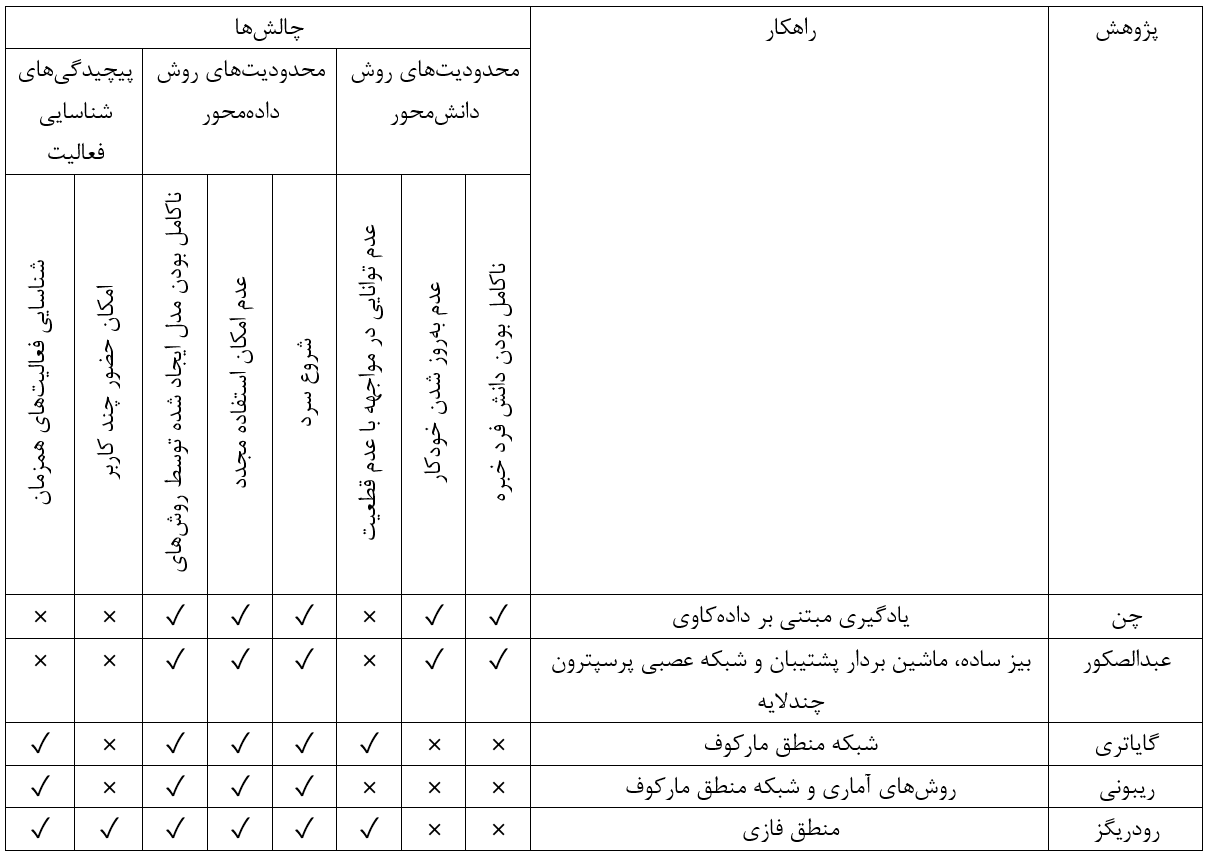 پژوهش
راهکار
چالش‌ها
محدودیت‌های روش
دانش‌محور
محدودیت‌های روش
داده‌محور
پیچیدگی‌های
شناسایی
فعالیت
ناکامل بودن دانش فرد خبره
عدم به‌روز شدن خودکار
عدم توانایی در مواجهه با عدم قطعیت
شروع سرد
عدم امکان استفاده مجدد
ناکامل بودن مدل ایجاد شده توسط روش‌های
امکان حضور چند کاربر
شناسایی فعالیت‌های همزمان
چن یادگیری مبتنی بر داده‌کاوی ✓ ✓ × ✓ ✓ ✓ × ×
عبدالصکور بیز ساده، ماشین بردار پشتیبان و شبکه عصبی پرسپترون ✓ ✓ × ✓ ✓ ✓ × ×
چندلایه
گایاتری شبکه منطق مارکوف × × ✓ ✓ ✓ ✓ × ✓
ریبونی روش‌های آماری و شبکه منطق مارکوف × × × ✓ ✓ ✓ × ✓
رودریگز منطق فازی × × ✓ ✓ ✓ ✓ ✓ ✓